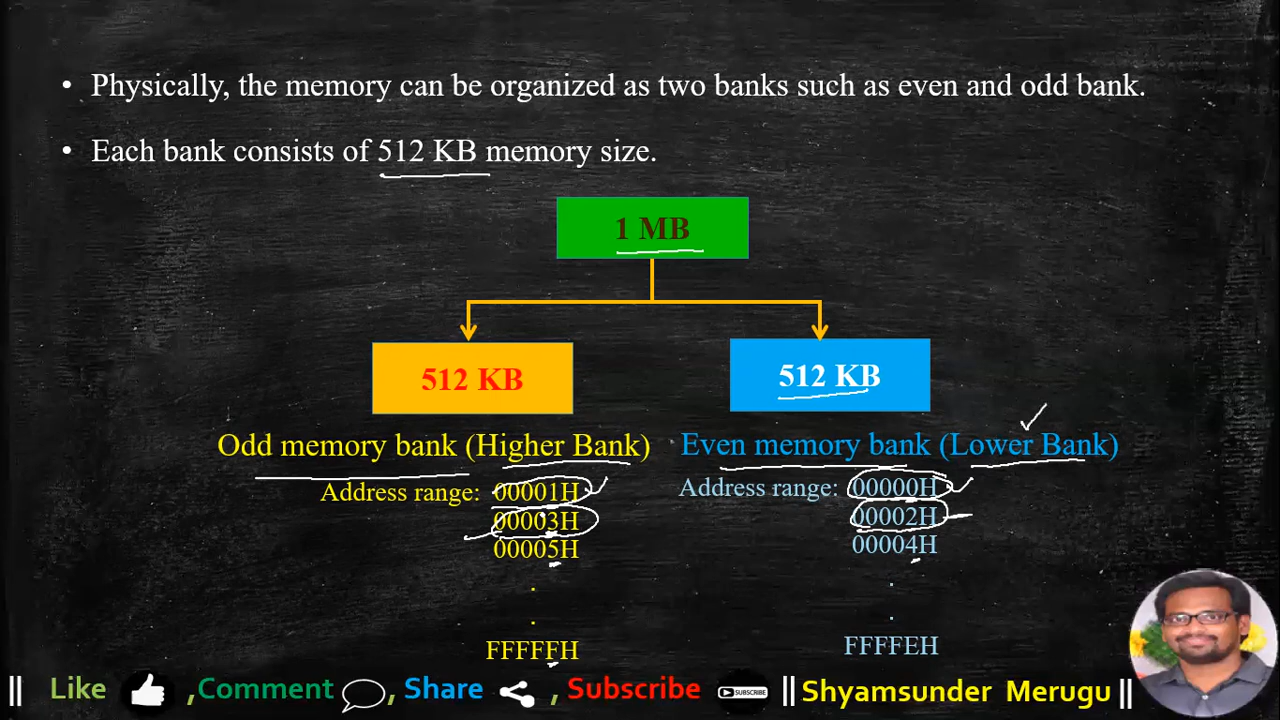 • Physically, the memory can be organized as two banks such as even and odd bank.
• Each bank consists of 512 KB memory size.
1 MB
512 KB
512 KB
Odd memory bank (Higher Bank)
Even memory bank (Lower Bank)
Address range: 00001H
00003H
00005H
.
.
FFFFFH
Address range: 00000H
00002H
00004H
.
.
FFFFEH
|| Like , Comment , Share , Subscribe SUBSCRIBE || Shyamsunder Merugu ||